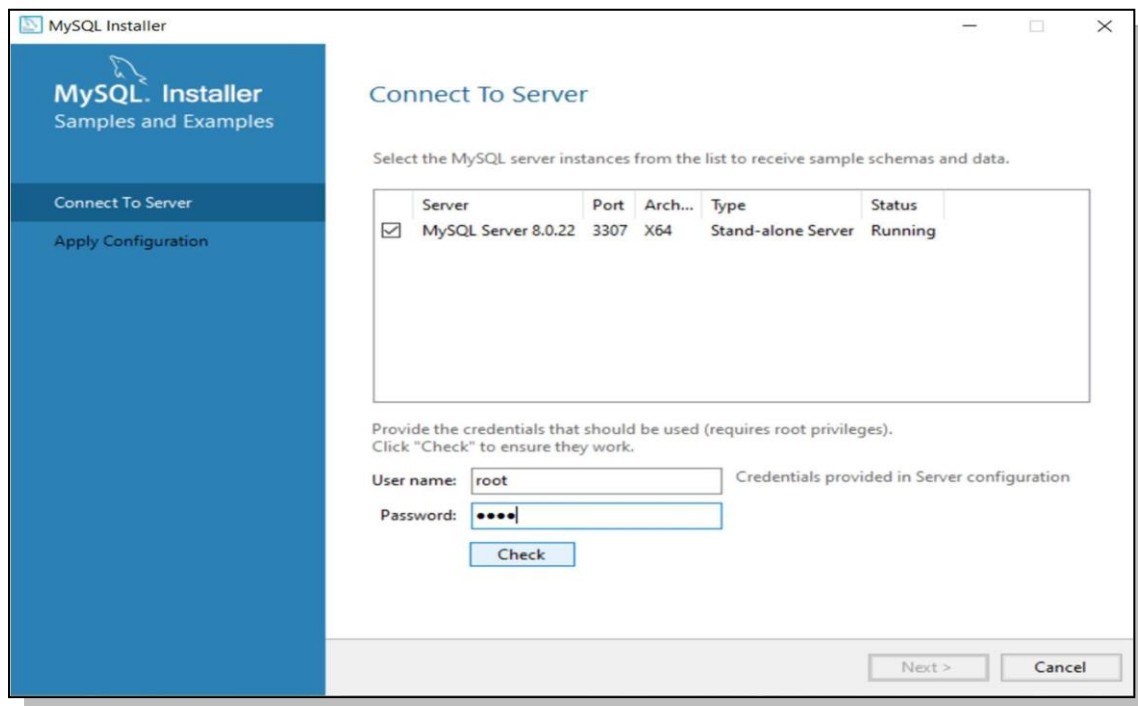 MySQL Installer
MySQL. Installer
Samples and Examples
Connect To Server
Apply Configuration
Connect To Server
Select the MySQL server instances from the list to receive sample schemas and data.
Server Port Arch... Type Status
MySQL Server 8.0.22 3307 X64 Stand-alone Server Running
Provide the credentials that should be used (requires root privileges).
Click "Check" to ensure they work.
User name: root Credentials provided in Server configuration
Password: ••••
Check
Next > Cancel